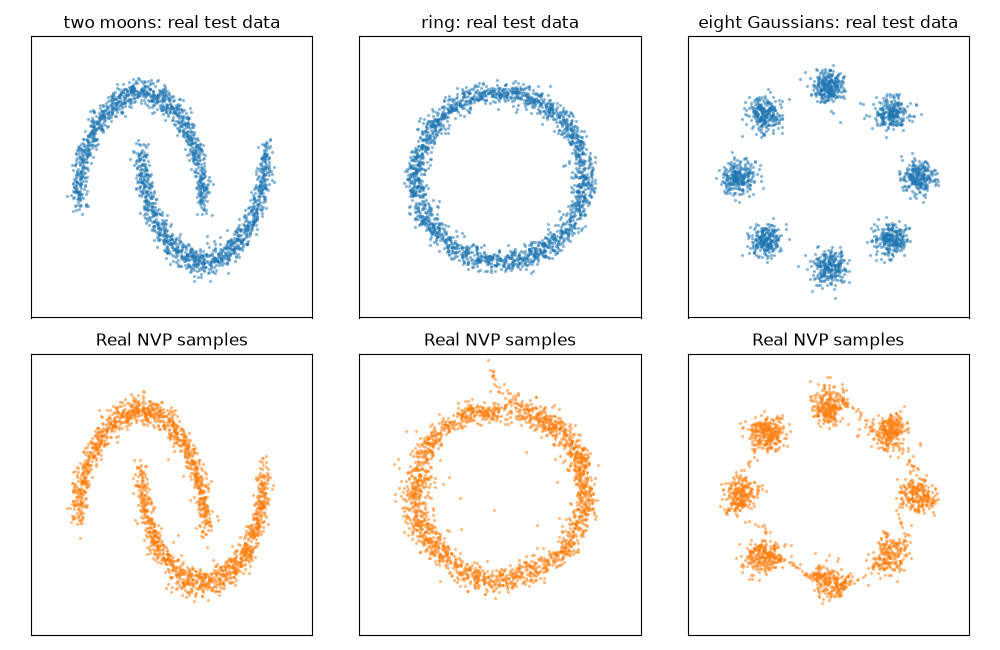 two moons: real test data
ring: real test data
eight Gaussians: real test data
Real NVP samples
Real NVP samples
Real NVP samples